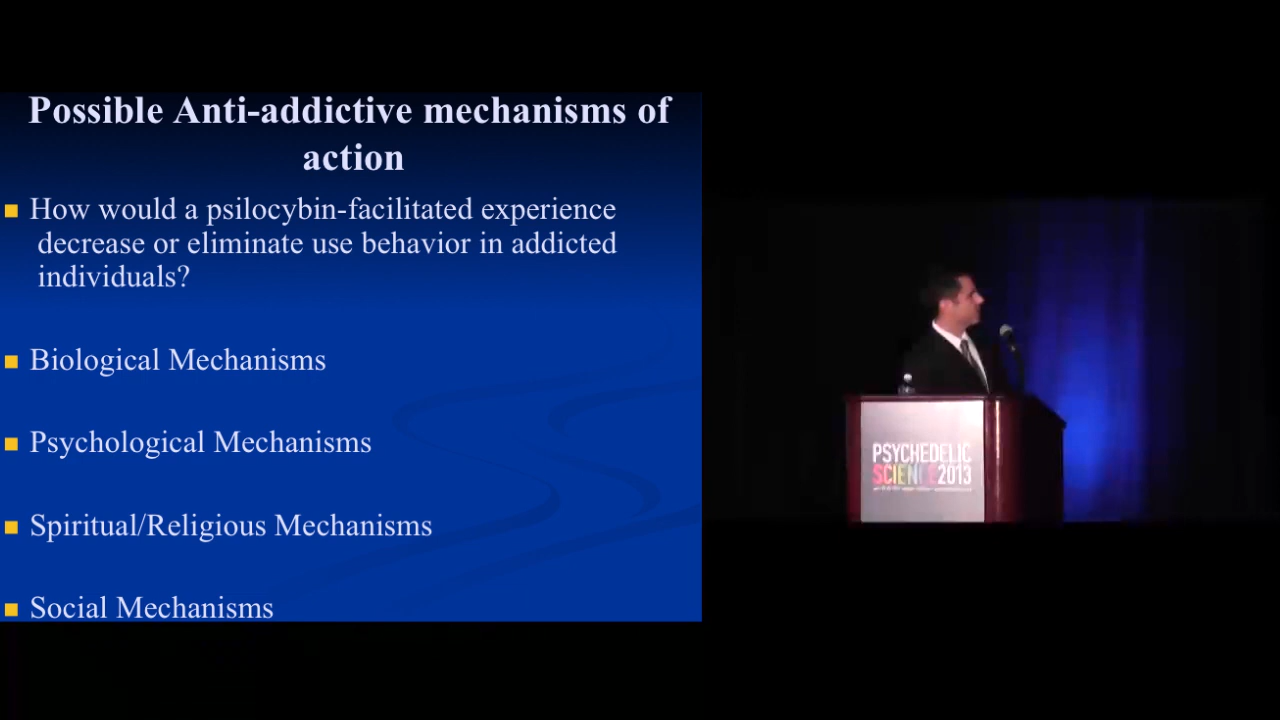 Possible Anti-addictive mechanisms of
action
■ How would a psilocybin-facilitated experience
decrease or eliminate use behavior in addicted
individuals?
■ Biological Mechanisms
■ Psychological Mechanisms
■ Spiritual/Religious Mechanisms
■ Social Mechanisms
PSYCHEDELIC
SCIENCE2013